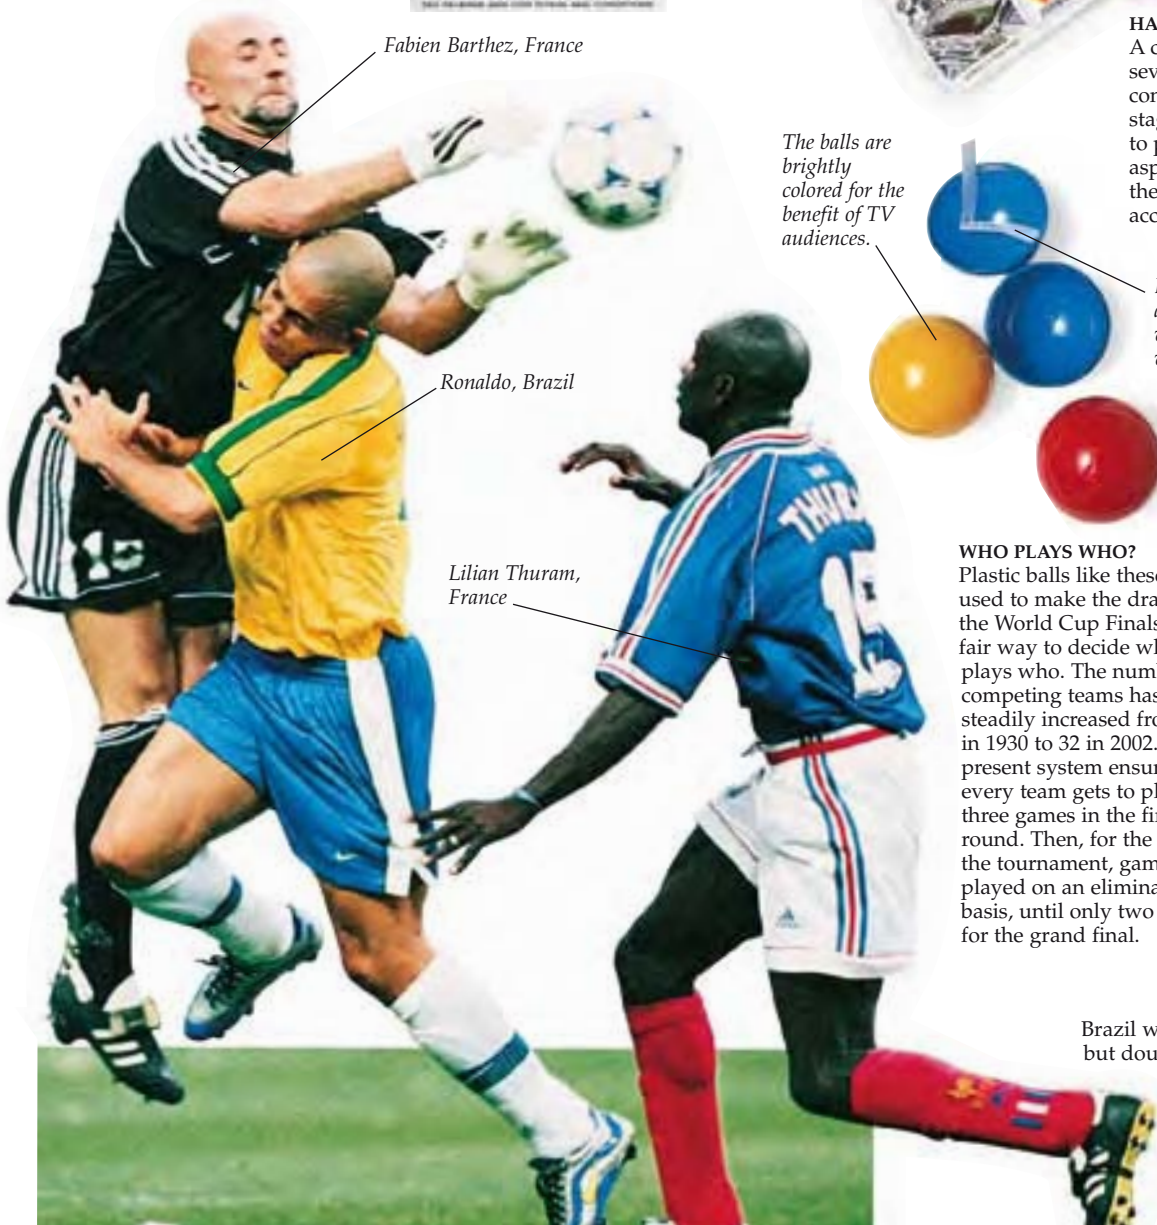 Fabien Barthez, France
HA
A c
sev
con
stag
to p
asp
the
acc
The balls are
brightly
colored for the
benefit of TV
audiences.
Ronaldo, Brazil
Lilian Thuram,
France
WHO PLAYS WHO?
Plastic balls like these
used to make the dra
the World Cup Finals
fair way to decide wh
plays who. The numb
competing teams has
steadily increased fro
in 1930 to 32 in 2002.
present system ensur
every team gets to pl
three games in the fir
round. Then, for the
the tournament, gam
played on an elimina
basis, until only two
for the grand final.
Brazil w
but dou
THUR
15
15